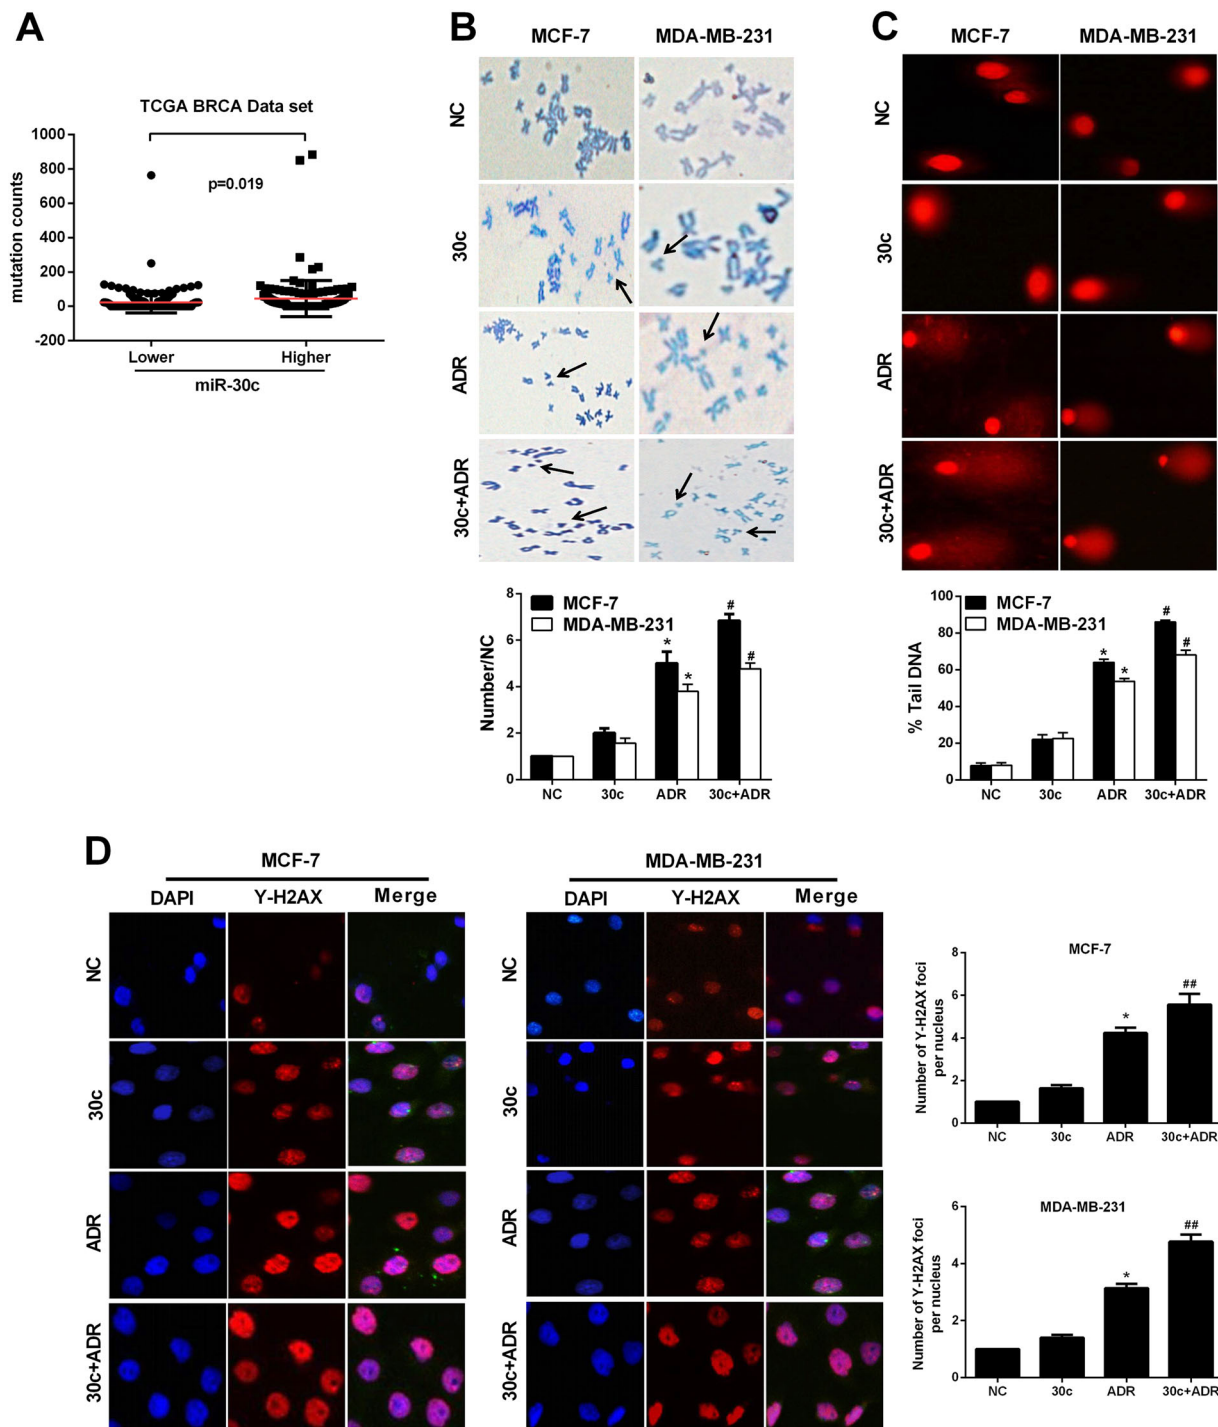 A
TCGA BRCA Data set
p=0.019
mutation counts
1000
800
600
400
200
0
-200
Lower
Higher
miR-30c
B
MCF-7
MDA-MB-231
NC
30c
ADR
30c+ADR
Number/NC
8
6
4
2
0
MCF-7
MDA-MB-231
*
*
#
#
NC
30c
ADR
30c+ADR
C
MCF-7
MDA-MB-231
NC
30c
ADR
30c+ADR
% Tail DNA
100
80
60
40
20
0
MCF-7
MDA-MB-231
*
*
#
#
NC
30c
ADR
30c+ADR
D
MCF-7
DAPI
Y-H2AX
Merge
NC
30c
ADR
30c+ADR
MDA-MB-231
DAPI
Y-H2AX
Merge
NC
30c
ADR
30c+ADR
MCF-7
Number of Y-H2AX foci
per nucleus
8
6
4
2
0
*
##
NC
30c
ADR
30c+ADR
MDA-MB-231
Number of Y-H2AX foci
per nucleus
6
4
2
0
*
##
NC
30c
ADR
30c+ADR